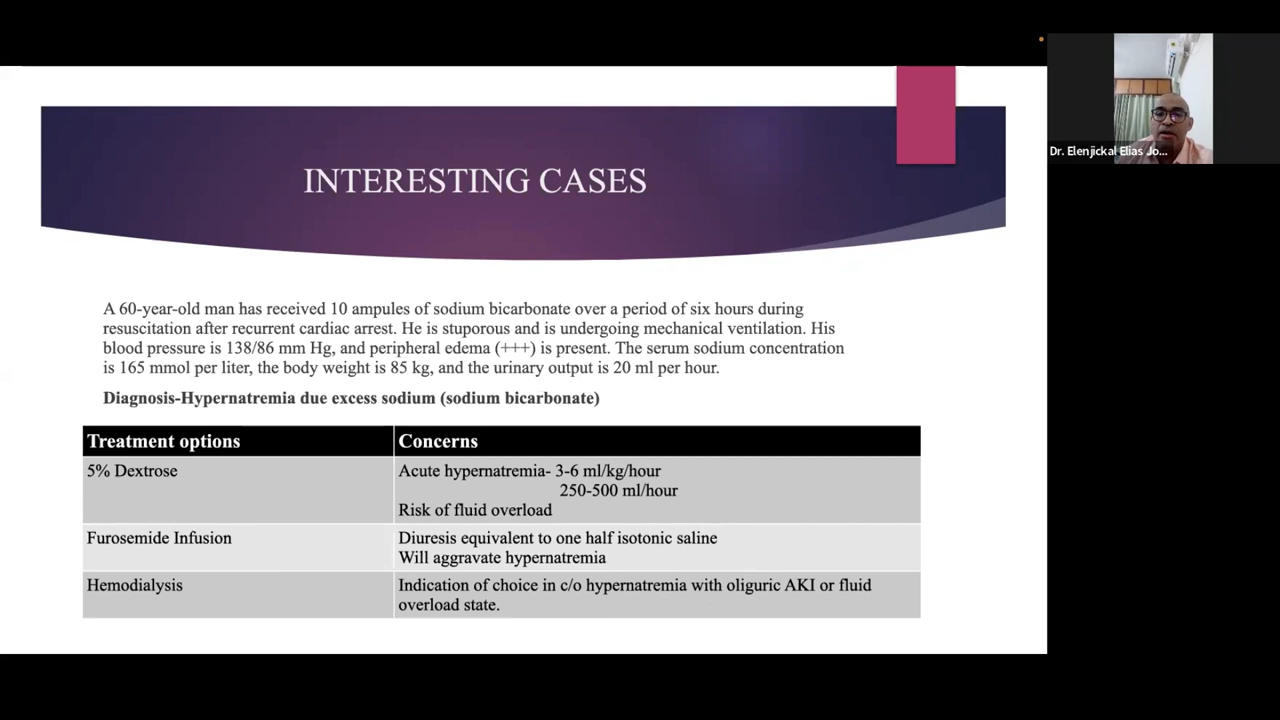 INTERESTING CASES
A 60-year-old man has received 10 ampules of sodium bicarbonate over a period of six hours during
resuscitation after recurrent cardiac arrest. He is stuporous and is undergoing mechanical ventilation. His
blood pressure is 138/86 mm Hg, and peripheral edema (+++) is present. The serum sodium concentration
is 165 mmol per liter, the body weight is 85 kg, and the urinary output is 20 ml per hour.
Diagnosis-Hypernatremia due excess sodium (sodium bicarbonate)
Treatment options Concerns
5% Dextrose Acute hypernatremia- 3-6 ml/kg/hour
250-500 ml/hour
Risk of fluid overload
Furosemide Infusion Diuresis equivalent to one half isotonic saline
Will aggravate hypernatremia
Hemodialysis Indication of choice in c/o hypernatremia with oliguric AKI or fluid
overload state.
Dr. Elenjickal Elias Jo...